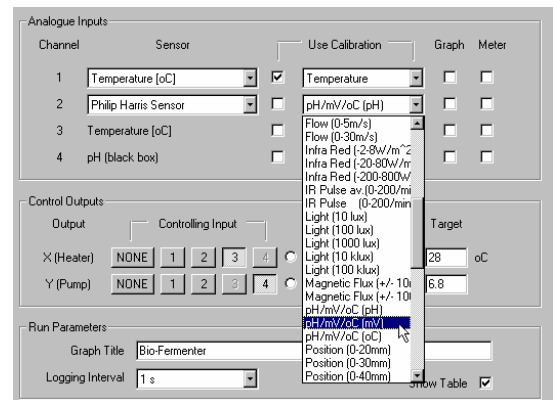 Analogue Inputs
Channel Sensor Use Calibration Graph Meter
1 Temperature [oC] Temperature
2 Philip Harris Sensor pH/mV/oC (pH)
3 Temperature [oC]
4 pH (black box)
Flow (0-5m/s)
Flow (0-30m/s)
Infra Red (-2-8W/m^2
Infra Red (-20-80W/m
Infra Red (-200-800W/
IR Pulse av.(0-200/mi
IR Pulse (0-200/min
Light (10 lux)
Light (100 lux)
Light (1000 lux)
Light (10 klux)
Light (100 klux)
Magnetic Flux (+/- 10
Magnetic Flux (+/- 10
pH/mV/oC (pH)
pH/mV/oC (mV)
pH/mV/oC (oC)
Position (0-20mm)
Position (0-30mm)
Position (0-40mm)
Control Outputs
Output Controlling Input Target
X (Heater) NONE 1 2 3 4 28 oC
Y (Pump) NONE 1 2 3 4 6.8
Run Parameters
Graph Title Bio-Fermenter
Logging Interval 1 s Show Table